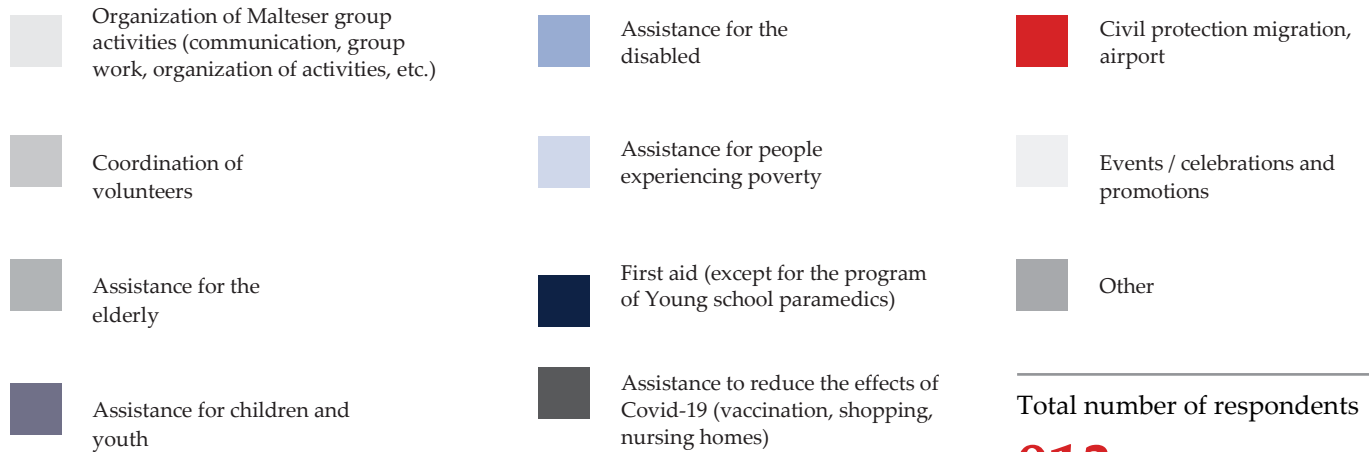 Organization of Malteser group
activities (communication, group
work, organization of activities, etc.)
Coordination of
volunteers
Assistance for the
elderly
Assistance for children and
youth
Assistance for the
disabled
Assistance for people
experiencing poverty
First aid (except for the program
of Young school paramedics)
Assistance to reduce the effects of
Covid-19 (vaccination, shopping,
nursing homes)
Civil protection migration,
airport
Events / celebrations and
promotions
Other
Total number of respondents